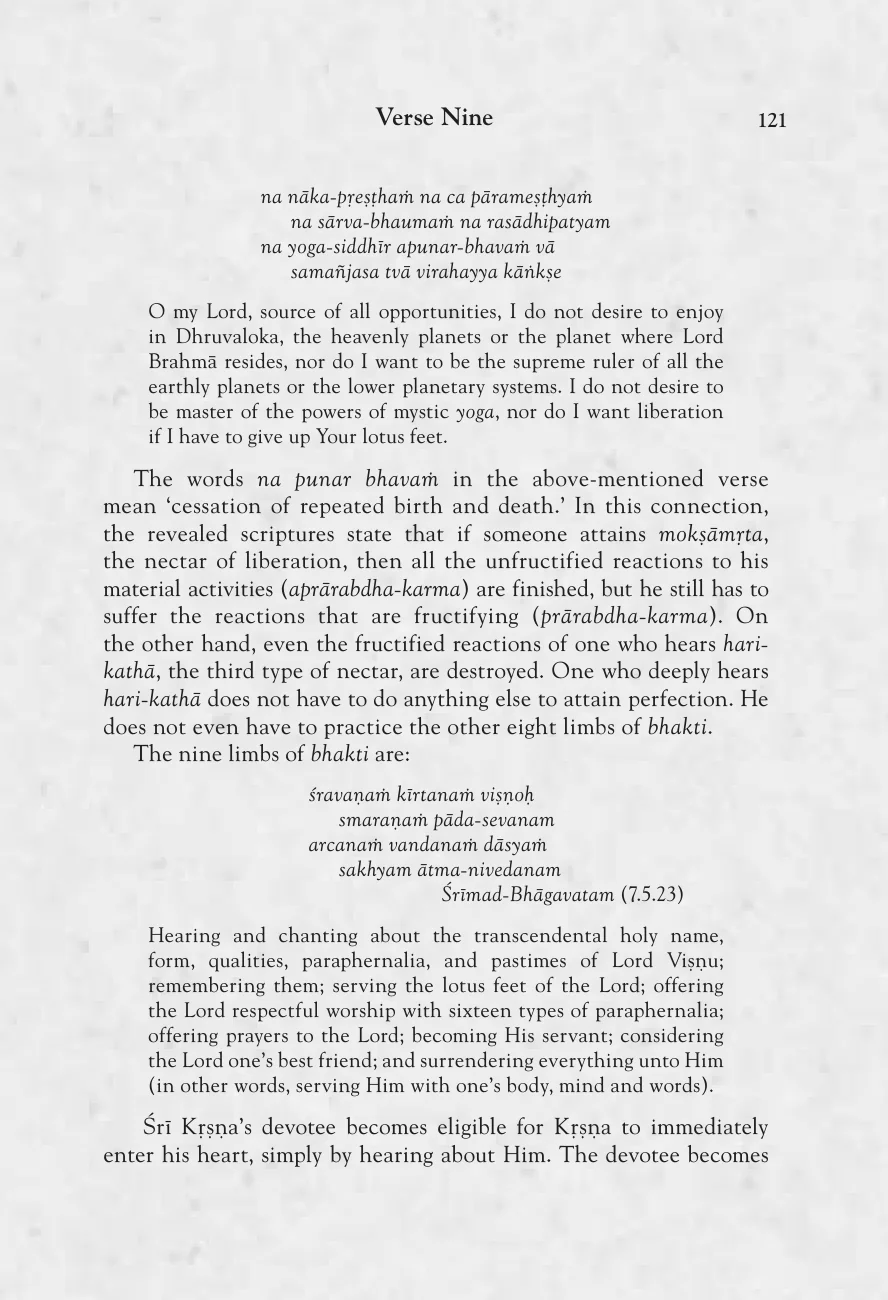 Verse Nine 121
na nāka-pṛeṣṭhaṁ na ca pārameṣṭhyaṁ
na sārva-bhaumaṁ na rasādhipatyam
na yoga-siddhīr apunar-bhavaṁ vā
samañjasa tvā virahayya kāṅkṣe
O my Lord, source of all opportunities, I do not desire to enjoy
in Dhruvaloka, the heavenly planets or the planet where Lord
Brahmā resides, nor do I want to be the supreme ruler of all the
earthly planets or the lower planetary systems. I do not desire to
be master of the powers of mystic yoga, nor do I want liberation
if I have to give up Your lotus feet.
The words na punar bhavaṁ in the above-mentioned verse
mean ‘cessation of repeated birth and death.’ In this connection,
the revealed scriptures state that if someone attains mokṣāmṛta,
the nectar of liberation, then all the unfructified reactions to his
material activities (aprārabdha-karma) are finished, but he still has to
suffer the reactions that are fructifying (prārabdha-karma). On
the other hand, even the fructified reactions of one who hears hari-
kathā, the third type of nectar, are destroyed. One who deeply hears
hari-kathā does not have to do anything else to attain perfection. He
does not even have to practice the other eight limbs of bhakti.
The nine limbs of bhakti are:
śravaṇaṁ kīrtanaṁ viṣṇoḥ
smaraṇaṁ pāda-sevanam
arcanaṁ vandanaṁ dāsyaṁ
sakhyam ātma-nivedanam
Śrīmad-Bhāgavatam (7.5.23)
Hearing and chanting about the transcendental holy name,
form, qualities, paraphernalia, and pastimes of Lord Viṣṇu;
remembering them; serving the lotus feet of the Lord; offering
the Lord respectful worship with sixteen types of paraphernalia;
offering prayers to the Lord; becoming His servant; considering
the Lord one’s best friend; and surrendering everything unto Him
(in other words, serving Him with one’s body, mind and words).
Śrī Kṛṣṇa’s devotee becomes eligible for Kṛṣṇa to immediately
enter his heart, simply by hearing about Him. The devotee becomes